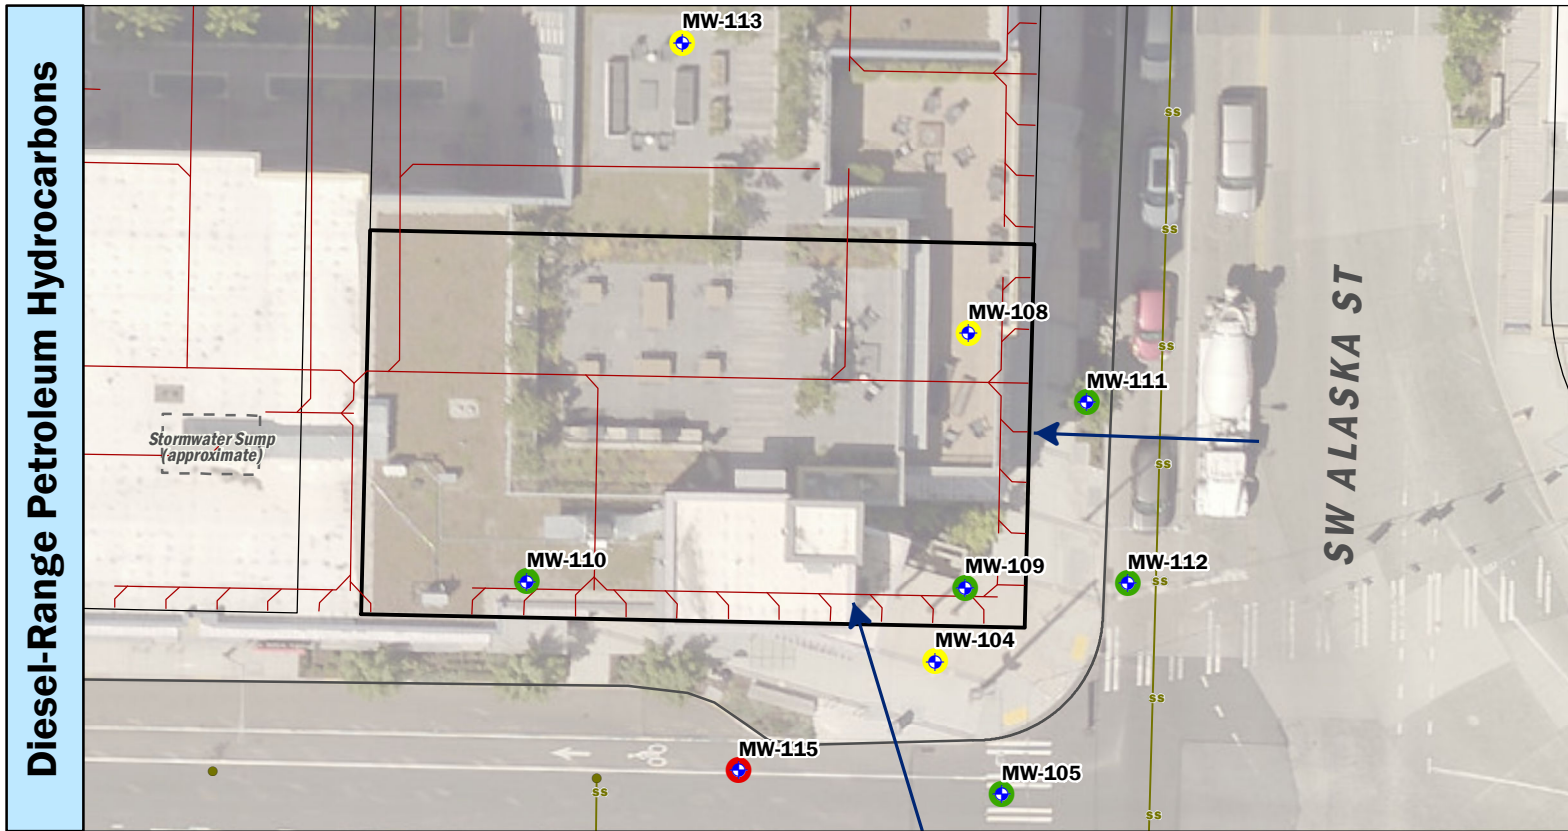 Diesel-Range Petroleum Hydrocarbons
MW-113
SS
SS
MW-108
SS
MW-111
SW ALASKA ST
Stormwater Sump
(approximate)
SS
MW-110
MW-109
MW-112
SS
MW-104
SS
MW-115
MW-105
SS
SS